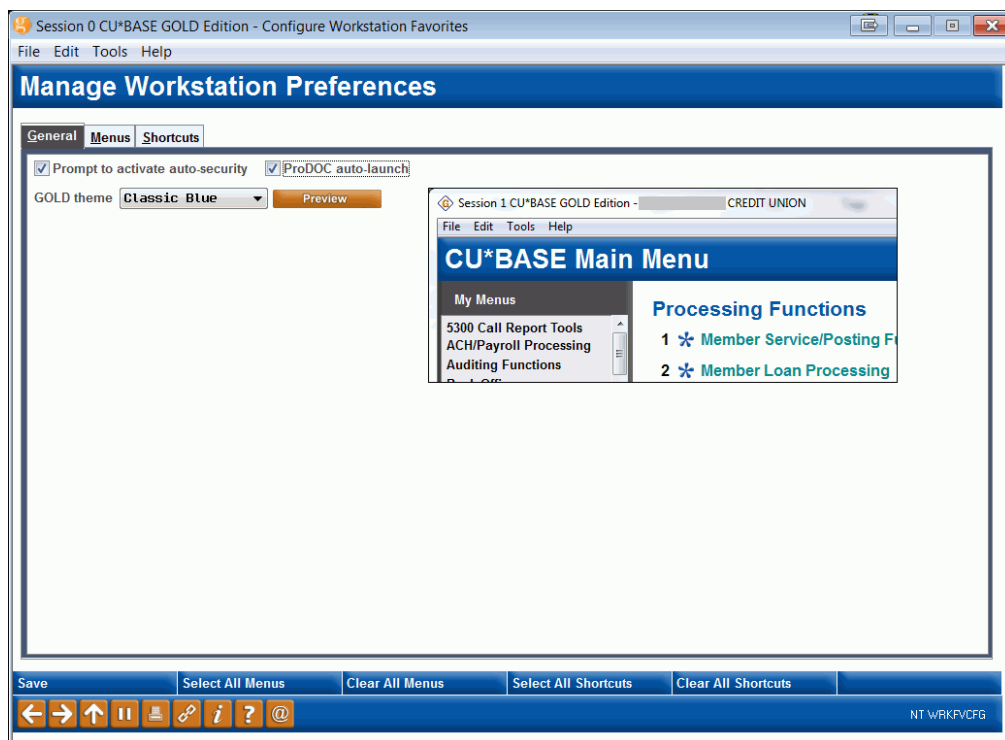 Session 0 CU*BASE GOLD Edition - Configure Workstation Favorites
File Edit Tools Help
Manage Workstation Preferences
General Menus Shortcuts
Prompt to activate auto-security ProDOC auto-launch
GOLD theme Classic Blue Preview
Session 1 CU*BASE GOLD Edition - CREDIT UNION
File Edit Tools Help
CU*BASE Main Menu
My Menus
5300 Call Report Tools
ACH/Payroll Processing
Auditing Functions
Processing Functions
1 Member Service/Posting
2 Member Loan Processing
Save Select All Menus Clear All Menus Select All Shortcuts Clear All Shortcuts
NT WRKFVCFG